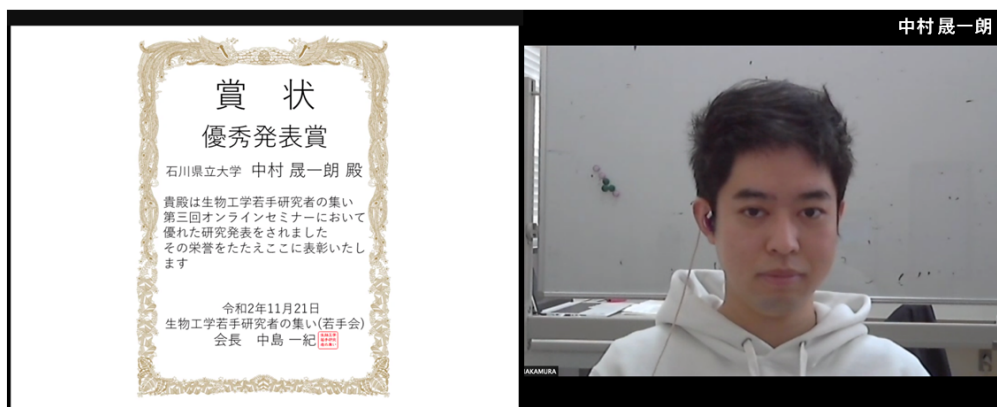 賞 状
優秀発表賞
石川県立大学 中村 晟一朗 殿
貴殿は生物工学若手研究者の集い
第三回オンラインセミナーにおいて
優れた研究発表をされました
その栄誉をたたえここに表彰いたし
ます
令和2年11月21日
生物工学若手研究者の集い(若手会)
会長 中島 一紀
中村 晟一朗
NAKAMURA